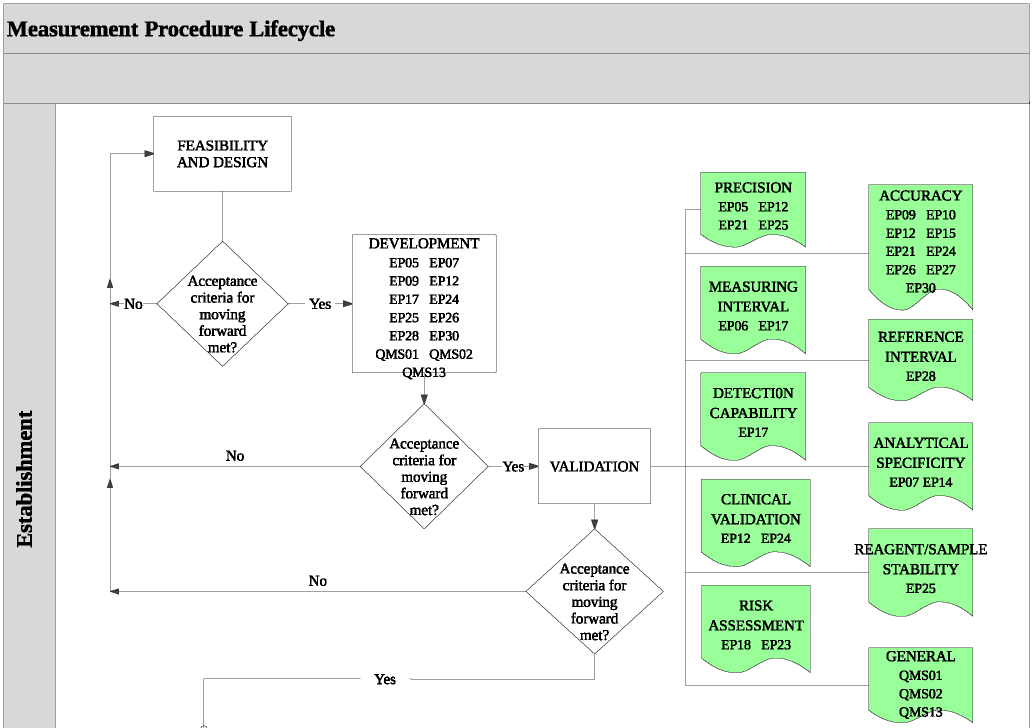 Measurement Procedure Lifecycle
Establishment
FEASIBILITY
AND DESIGN
Acceptance
criteria for
moving
forward
met?
No
Yes
DEVELOPMENT
EP05 EP07
EP09 EP12
EP17 EP24
EP25 EP26
EP28 EP30
QMS01 QMS02
QMS13
Acceptance
criteria for
moving
forward
met?
No
Yes
VALIDATION
Acceptance
criteria for
moving
forward
met?
No
Yes
PRECISION
EP05 EP12
EP21 EP25
MEASURING
INTERVAL
EP06 EP17
DETECTI0N
CAPABILITY
EP17
CLINICAL
VALIDATION
EP12 EP24
RISK
ASSESSMENT
EP18 EP23
ACCURACY
EP09 EP10
EP12 EP15
EP21 EP24
EP26 EP27
EP30
REFERENCE
INTERVAL
EP28
ANALYTICAL
SPECIFICITY
EP07 EP14
REAGENT/SAMPLE
STABILITY
EP25
GENERAL
QMS01
QMS02
QMS13